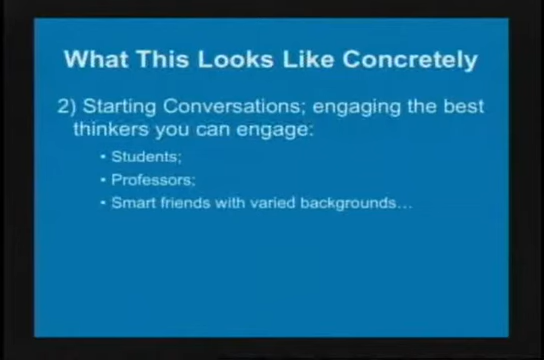 What This Looks Like Concretely
2) Starting Conversations; engaging the best
thinkers you can engage:
• Students;
• Professors;
• Smart friends with varied backgrounds…